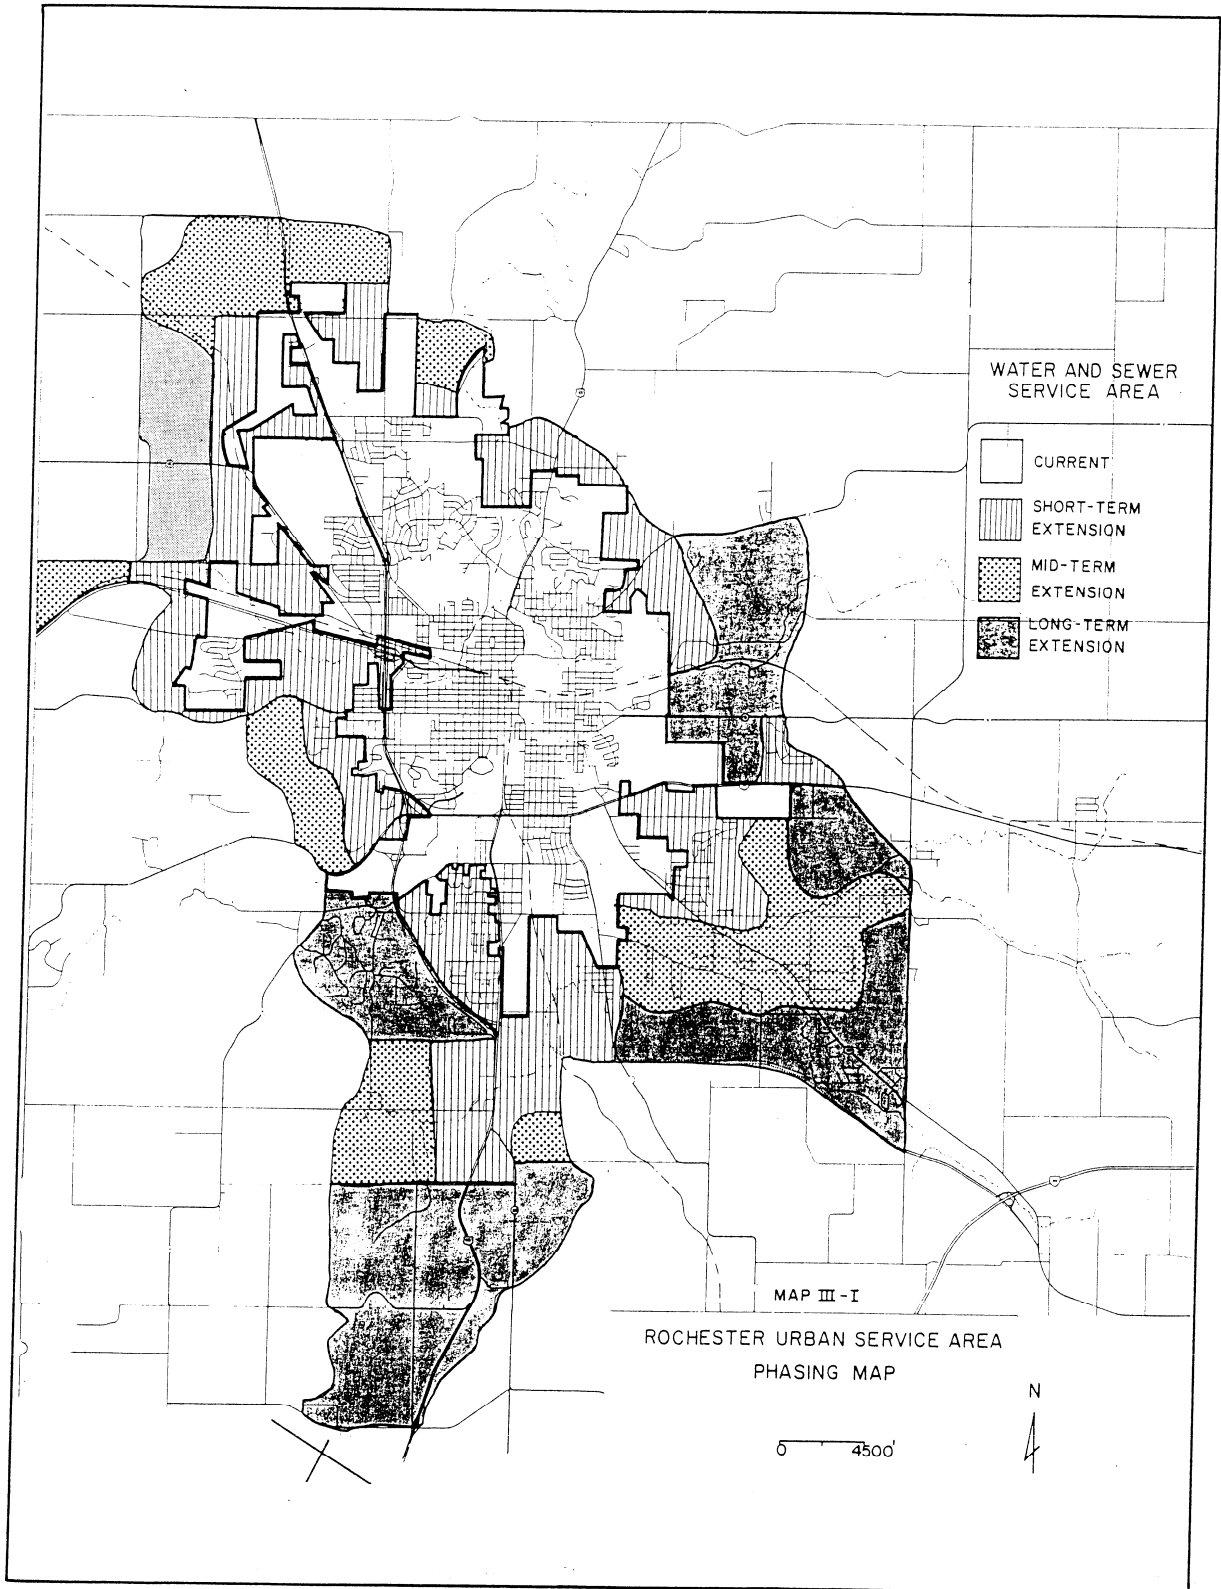 WATER AND SEWER
SERVICE AREA
CURRENT
SHORT-TERM
EXTENSION
MID-TERM
EXTENSION
LONG-TERM
EXTENSION
MAP III-I
ROCHESTER URBAN SERVICE AREA
PHASING MAP
N
0 4500'